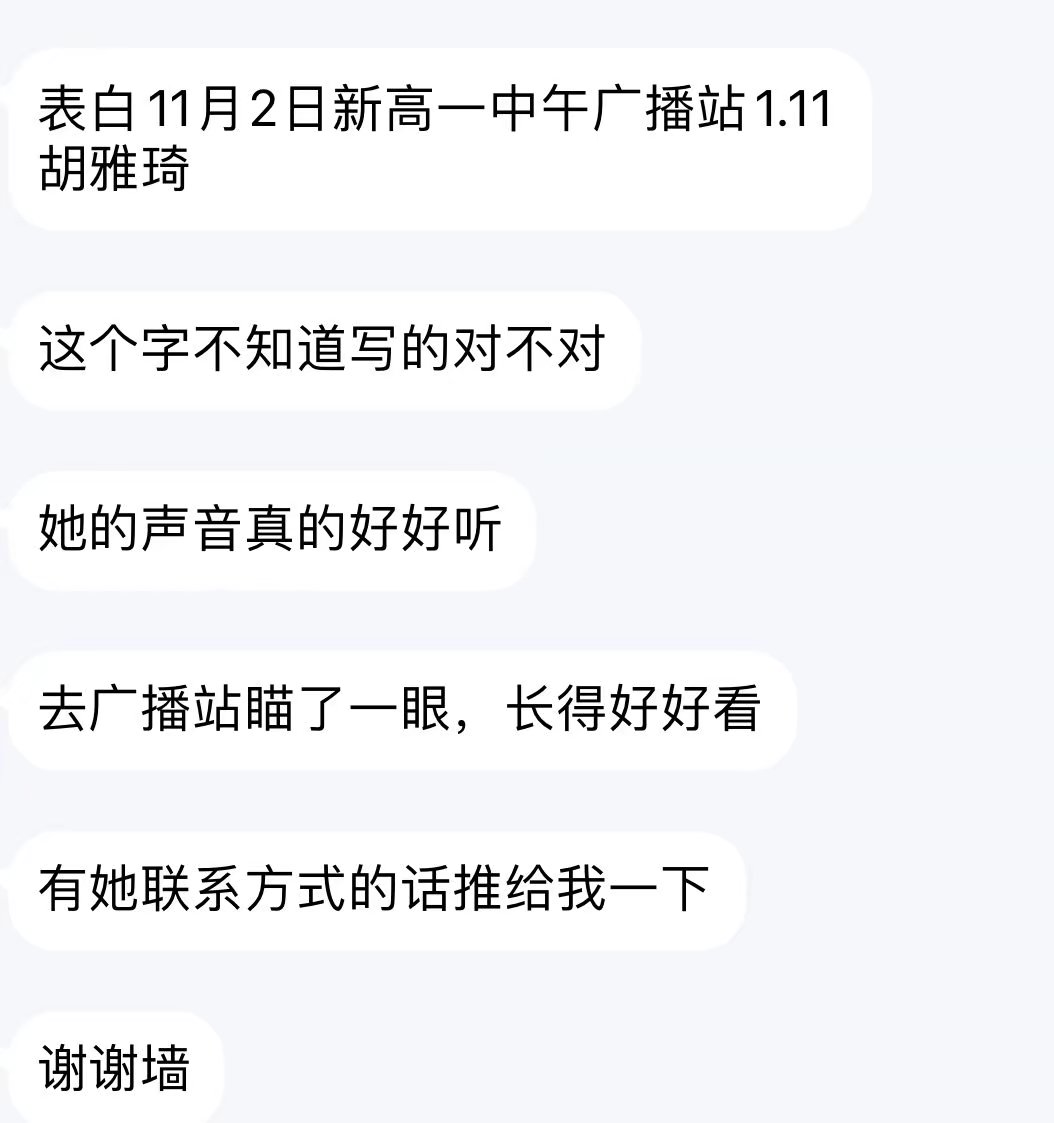 表白11月2日新高一中午广播站1.11
胡雅琦
这个字不知道写的对不对
她的声音真的好好听
去广播站瞄了一眼，长得好好看
有她联系方式的话推给我一下
谢谢墙